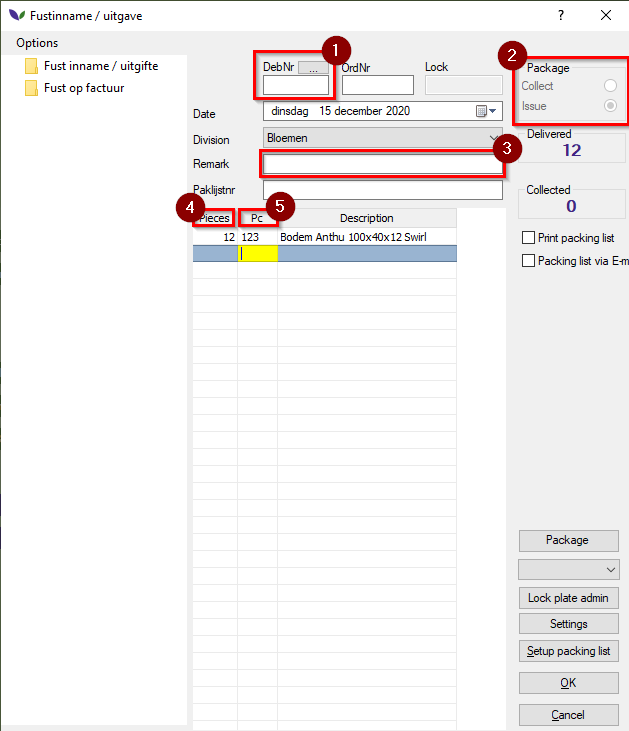 Fustinname / uitgave
?
Options
Fust inname / uitgifte
Fust op factuur
1
DebNr ... OrdNr Lock
2
Package
Collect
Issue
Date dinsdag 15 december 2020
Division Bloemen
Delivered
12
3
Remark
Paklijstnr
Collected
0
4
5
Pieces Pc Description
12 123 Bodem Anthu 100x40x12 Swirl
Print packing list
Packing list via E-m
Package
Lock plate admin
Settings
Setup packing list
OK
Cancel